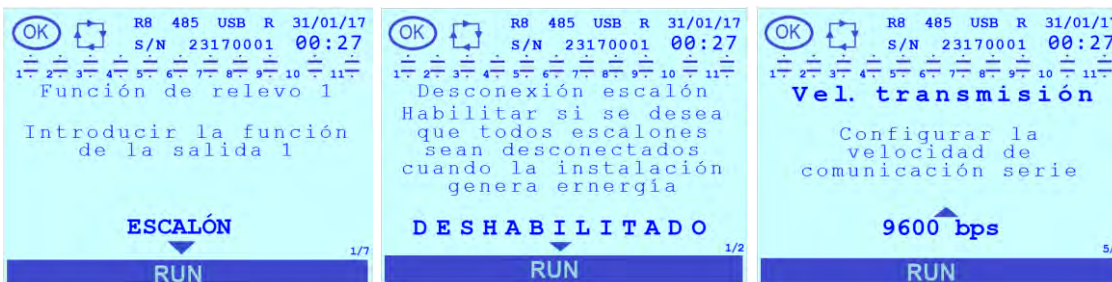 OK R8 485 USB R 31/01/17
S/N 23170001 00:27
1 2 3 4 5 6 7 8 9 10 11
Función de relevo 1
Introducir la función
de la salida 1
ESCALÓN
1/7
RUN
OK R8 485 USB R 31/01/17
S/N 23170001 00:27
1 2 3 4 5 6 7 8 9 10 11
Desconexión escalón
Habilitar si se desea
que todos escalones
sean desconectados
cuando la instalación
genera ernergía
DESHABILITADO
1/2
RUN
OK R8 485 USB R 31/01/17
S/N 23170001 00:27
1 2 3 4 5 6 7 8 9 10 11
Vel. transmisión
Configurar la
velocidad de
comunicación serie
9600 bps
5/
RUN